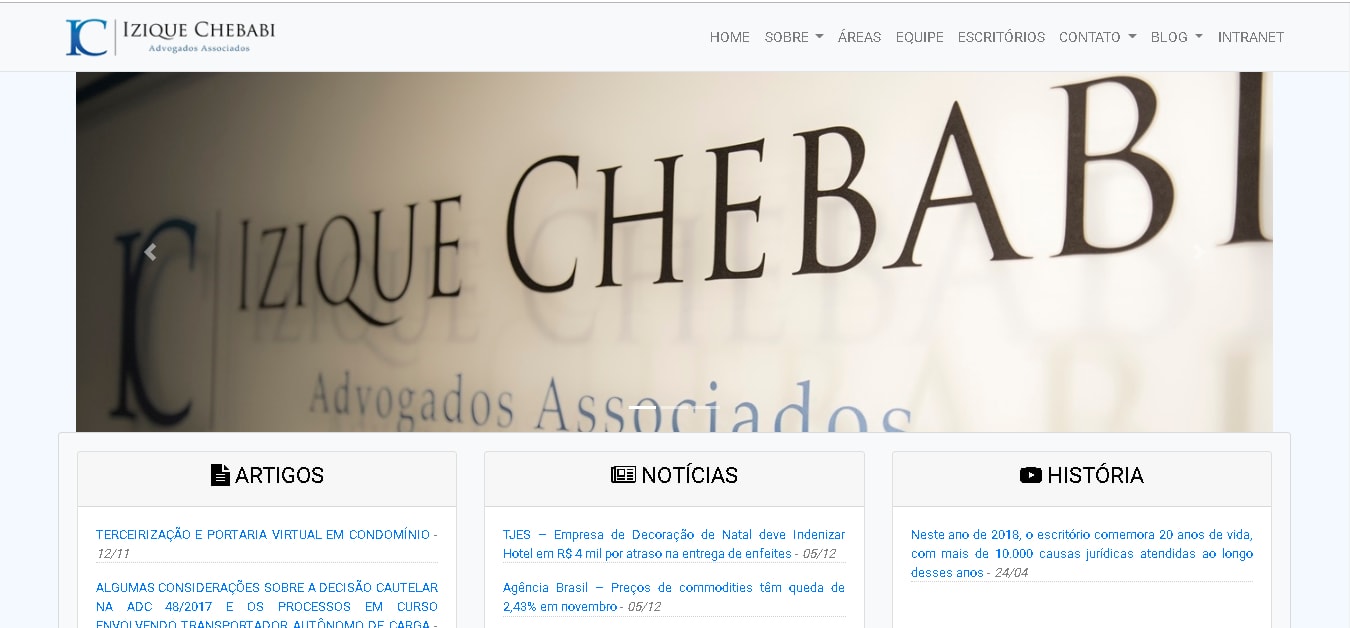 IZIQUE CHEBABI
Advogados Associados
HOME SOBRE ÁREAS EQUIPE ESCRITÓRIOS CONTATO BLOG INTRANET
IC IZIQUE CHEBABI
Advogados Associados
ARTIGOS
TERCEIRIZAÇÃO E PORTARIA VIRTUAL EM CONDOMÍNIO -
12/11
ALGUMAS CONSIDERAÇÕES SOBRE A DECISÃO CAUTELAR
NA ADC 48/2017 E OS PROCESSOS EM CURSO
ENVOLVENDO TRANSPORTADOR AUTÔNOMO DE CARGA -
NOTÍCIAS
TJES – Empresa de Decoração de Natal deve Indenizar
Hotel em R$ 4 mil por atraso na entrega de enfeites - 05/12
Agência Brasil – Preços de commodities têm queda de
2,43% em novembro - 05/12
HISTÓRIA
Neste ano de 2018, o escritório comemora 20 anos de vida,
com mais de 10.000 causas jurídicas atendidas ao longo
desses anos - 24/04